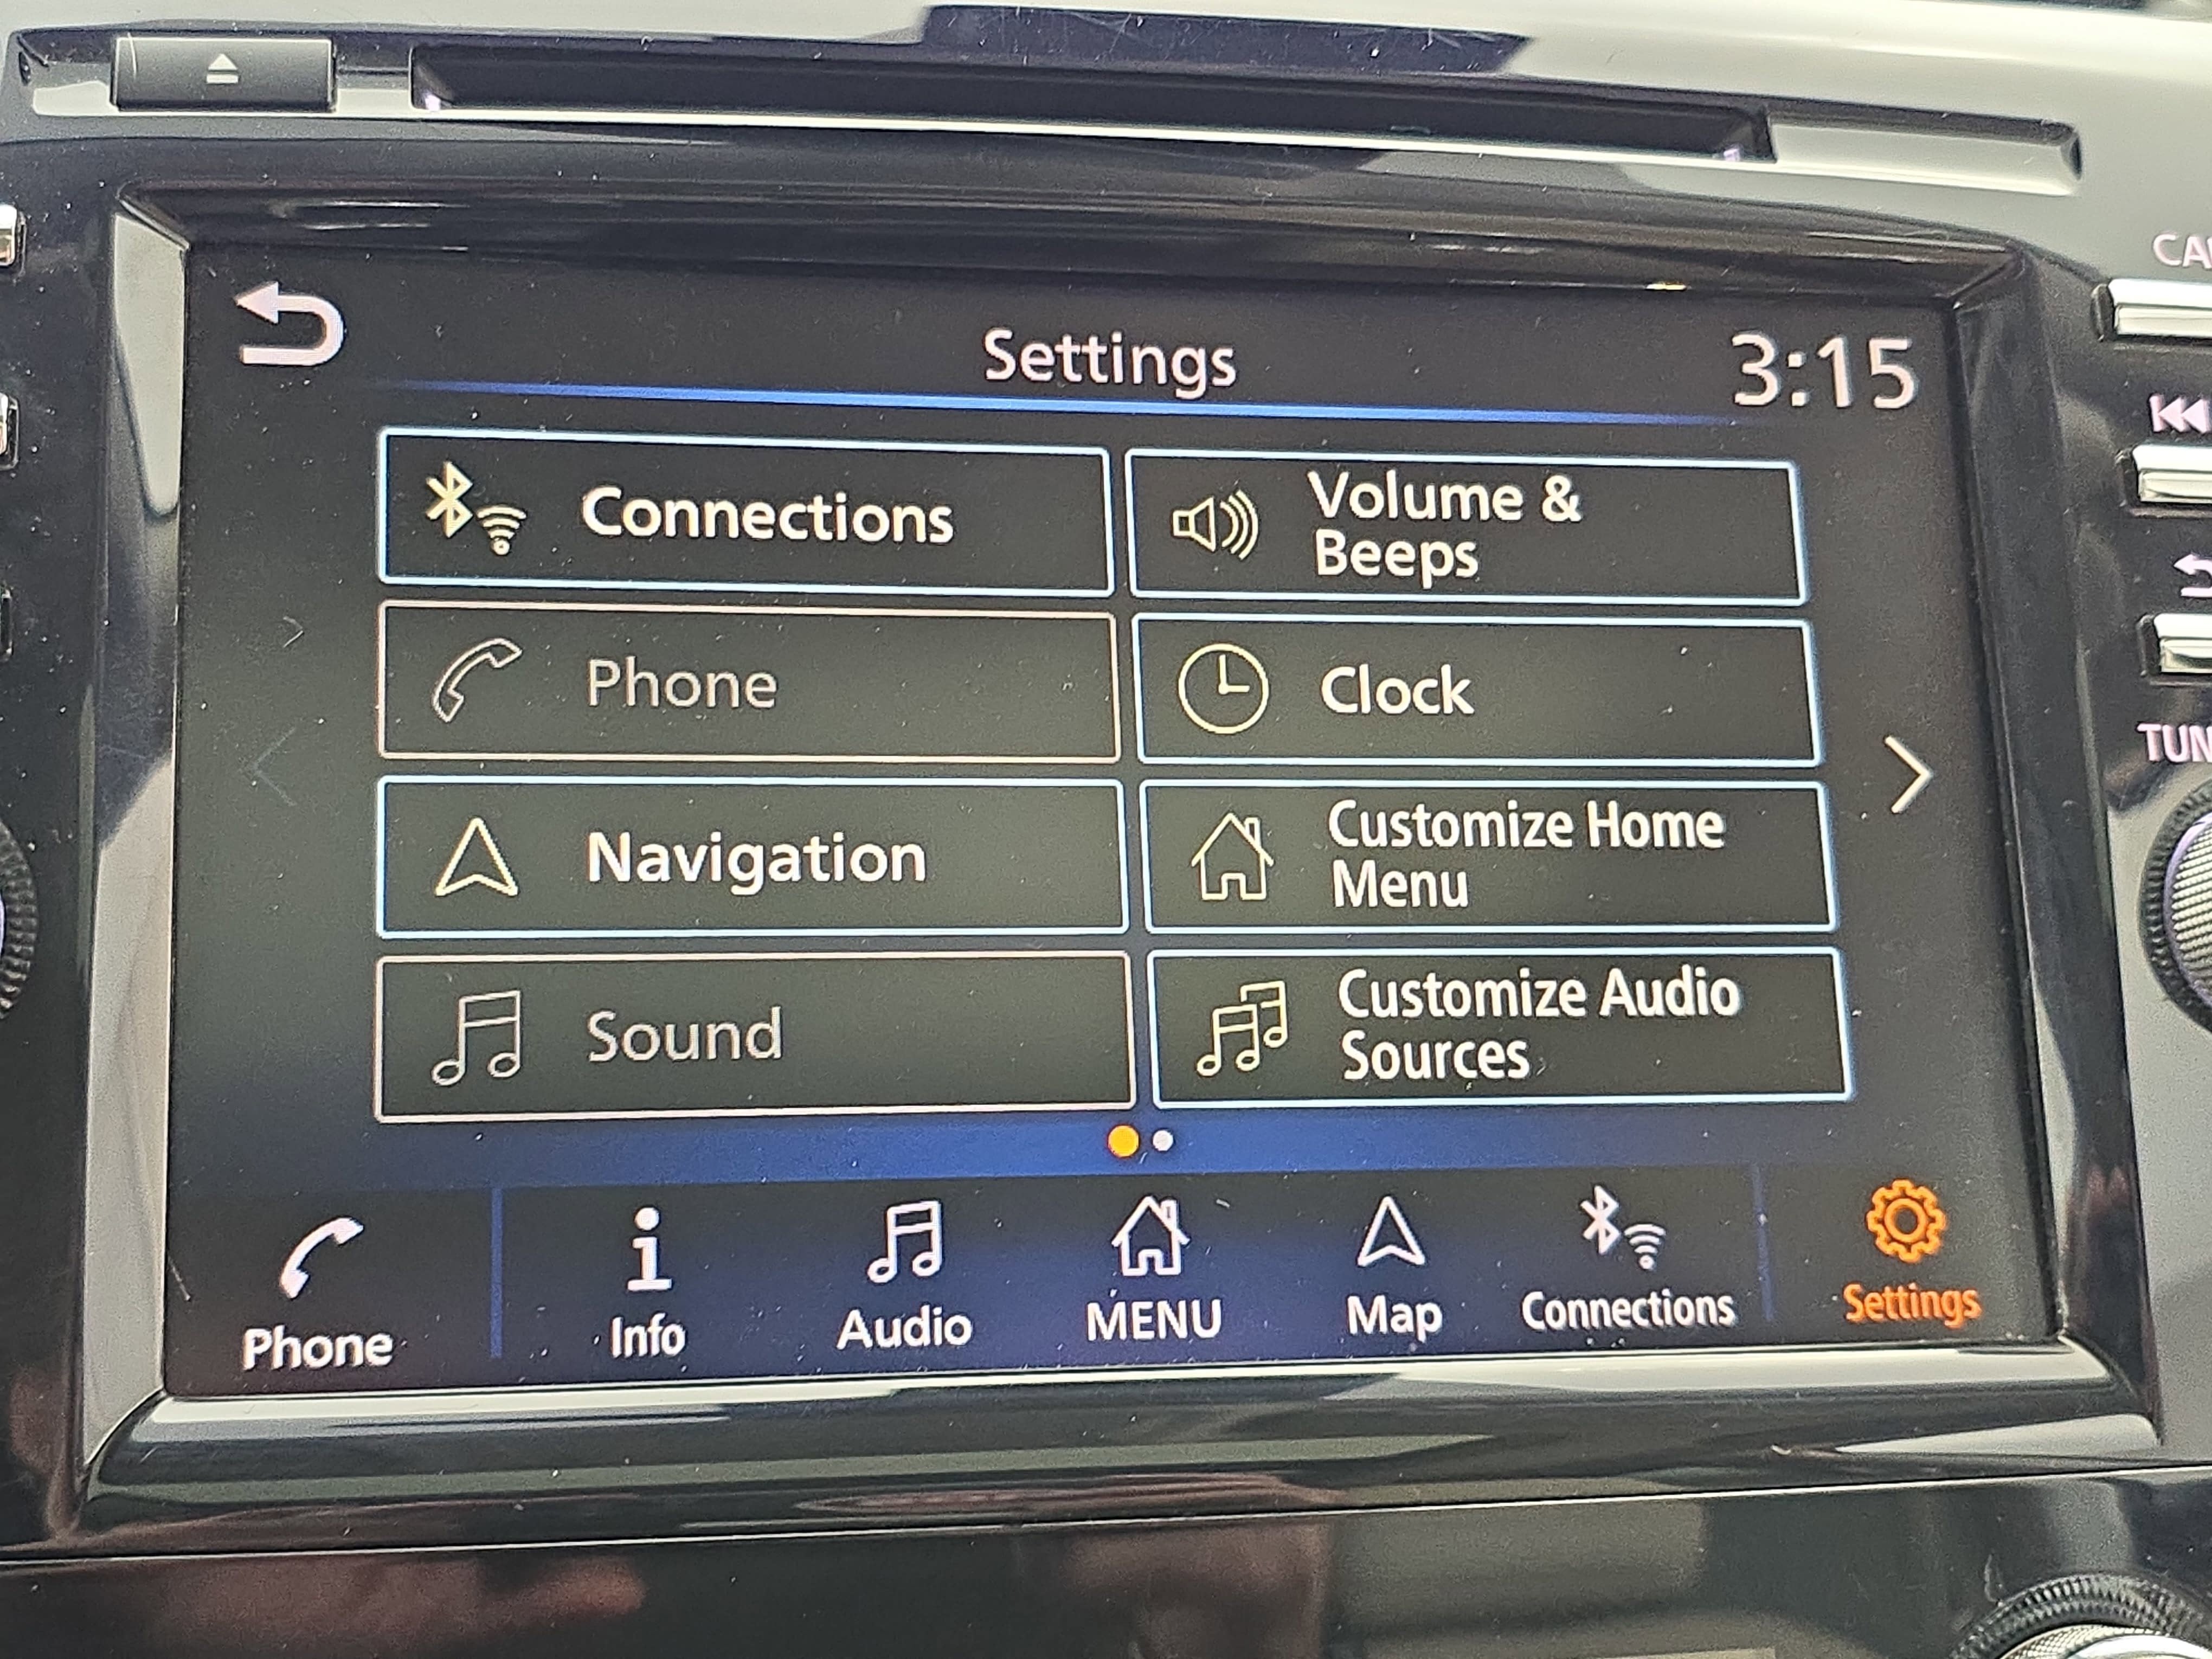 Settings
3:15
Connections
Volume &
Beeps
Phone
Clock
Navigation
Customize Home
Menu
Sound
Customize Audio
Sources
Phone
Info
Audio
MENU
Map
Connections
Settings